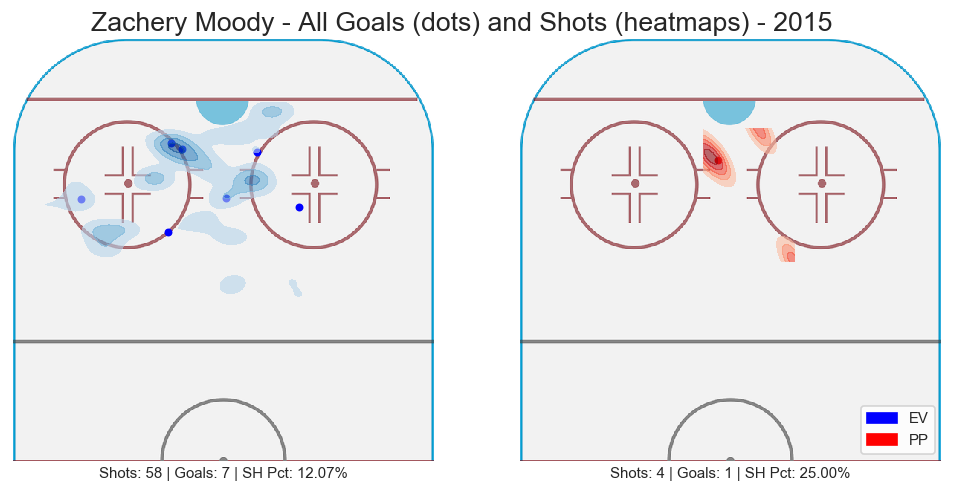 Zachery Moody - All Goals (dots) and Shots (heatmaps) - 2015
EV
PP
Shots: 58 | Goals: 7 | SH Pct: 12.07%
Shots: 4 | Goals: 1 | SH Pct: 25.00%